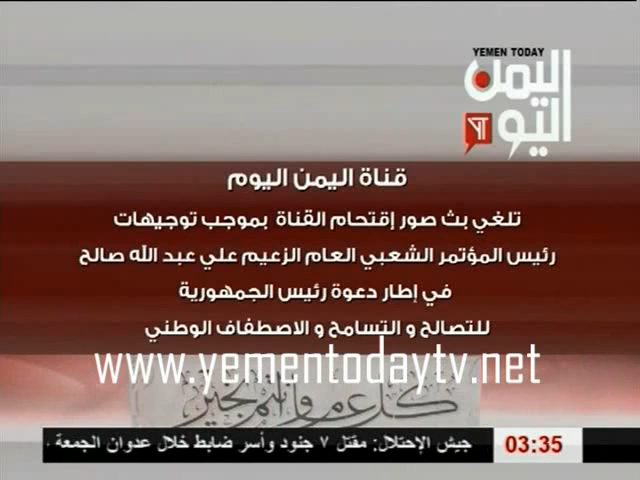 YEMEN TODAY
اليمن
اليوم
قناة اليمن اليوم
تلغي بث صور إقتحام القناة بموجب توجيهات
رئيس المؤتمر الشعبي العام الزعيم علي عبد الله صالح
في إطار دعوة رئيس الجمهورية
للتصالح و التسامح و الاصطفاف الوطني
www.yementodaytv.net
كل عام وانتم بخير
جيش الإحتلال: مقتل ٧ جنود وأسر ضابط خلال عدوان الجمعة
03:35